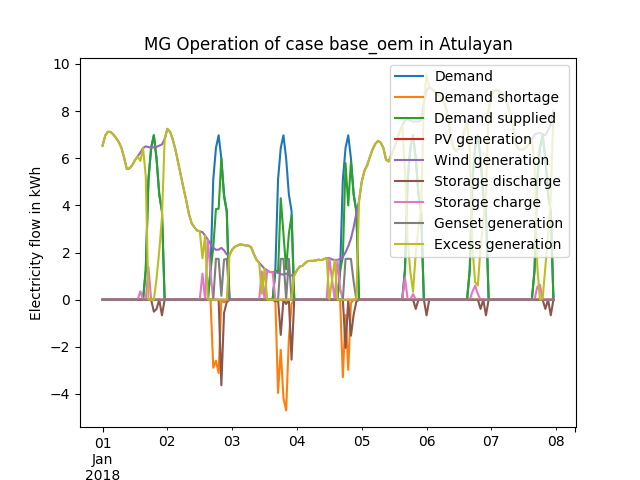 MG Operation of case base_oem in Atulayan
Electricity flow in kWh
10
8
6
4
2
0
−2
−4
Demand
Demand shortage
Demand supplied
PV generation
Wind generation
Storage discharge
Storage charge
Genset generation
Excess generation
01 02 03 04 05 06 07 08
Jan
2018